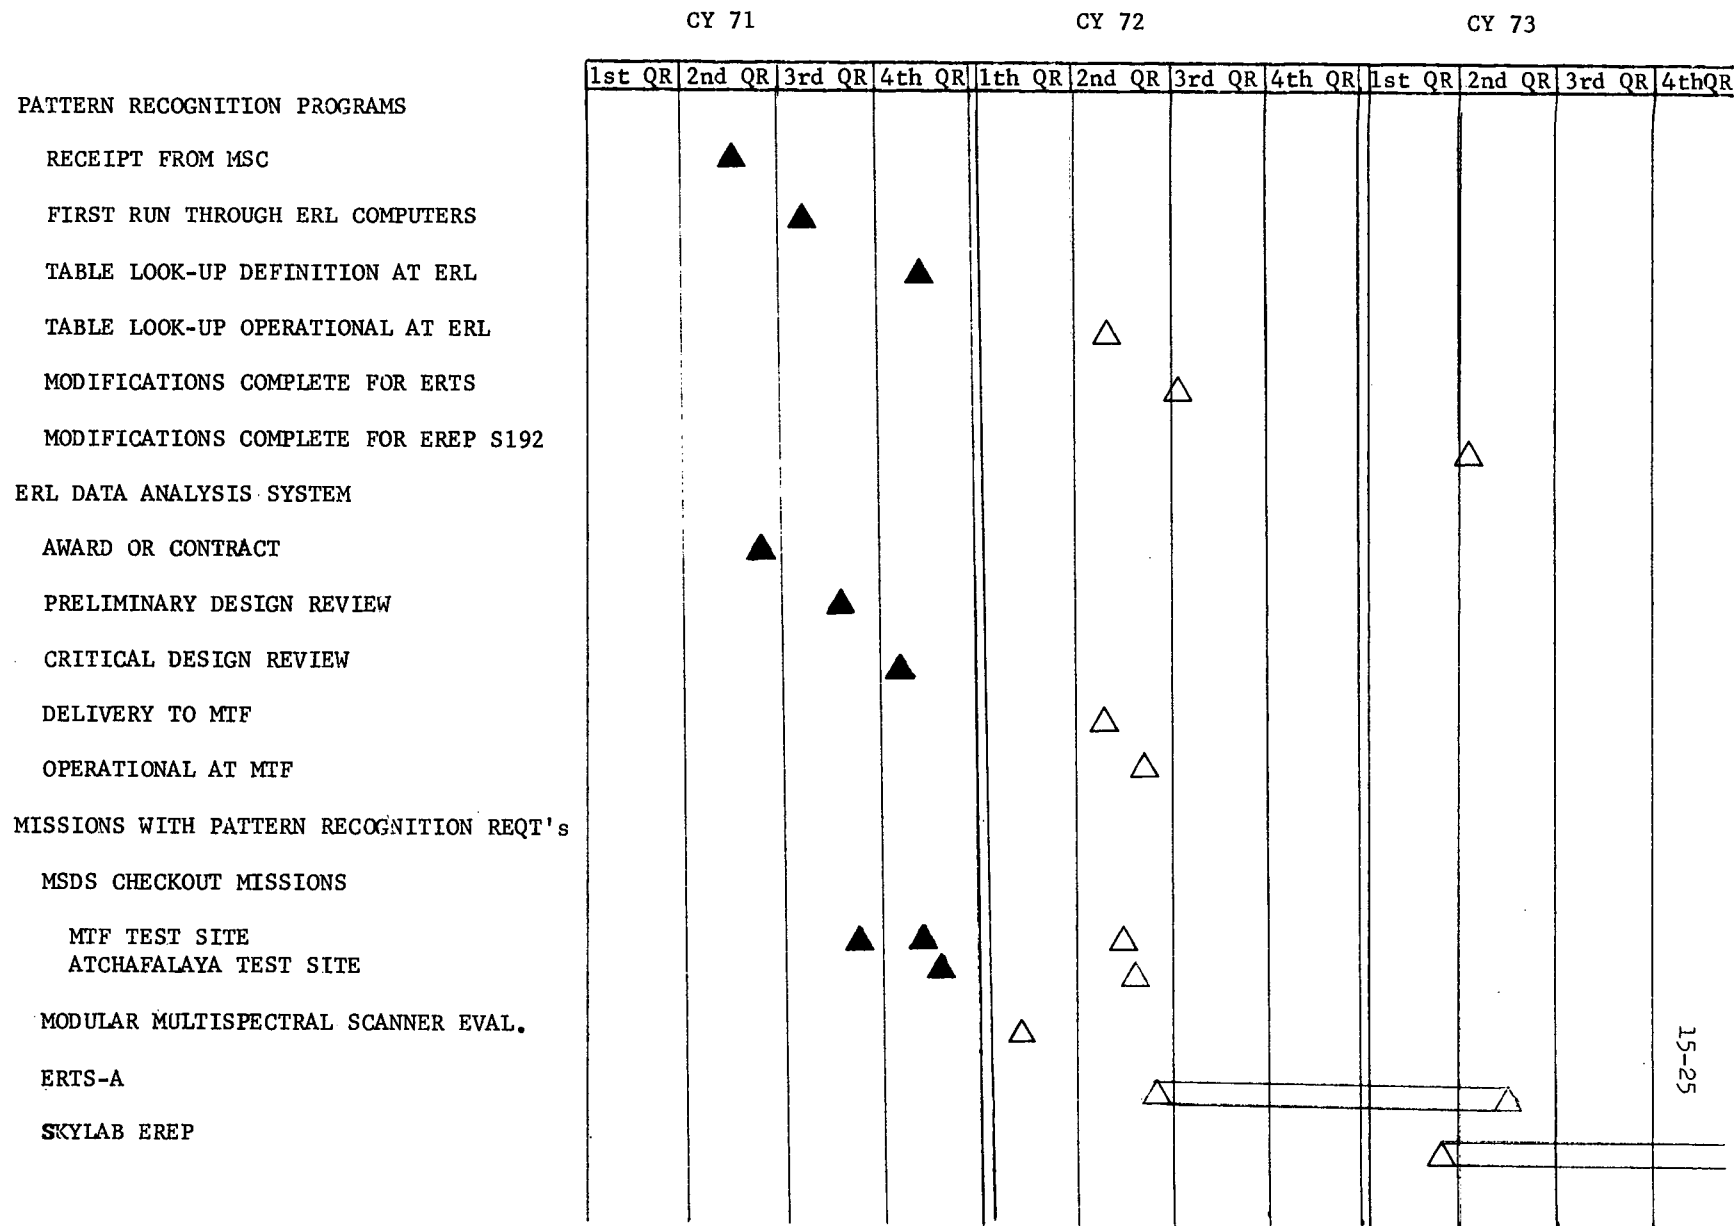 CY 71 CY 72 CY 73
1st QR 2nd QR 3rd QR 4th QR 1th QR 2nd QR 3rd QR 4th QR 1st QR 2nd QR 3rd QR 4thQR
PATTERN RECOGNITION PROGRAMS
RECEIPT FROM MSC
FIRST RUN THROUGH ERL COMPUTERS
TABLE LOOK-UP DEFINITION AT ERL
TABLE LOOK-UP OPERATIONAL AT ERL
MODIFICATIONS COMPLETE FOR ERTS
MODIFICATIONS COMPLETE FOR EREP S192
ERL DATA ANALYSIS SYSTEM
AWARD OR CONTRACT
PRELIMINARY DESIGN REVIEW
CRITICAL DESIGN REVIEW
DELIVERY TO MTF
OPERATIONAL AT MTF
MISSIONS WITH PATTERN RECOGNITION REQT's
MSDS CHECKOUT MISSIONS
MTF TEST SITE
ATCHAFALAYA TEST SITE
MODULAR MULTISPECTRAL SCANNER EVAL.
ERTS-A
SKYLAB EREP
15-25